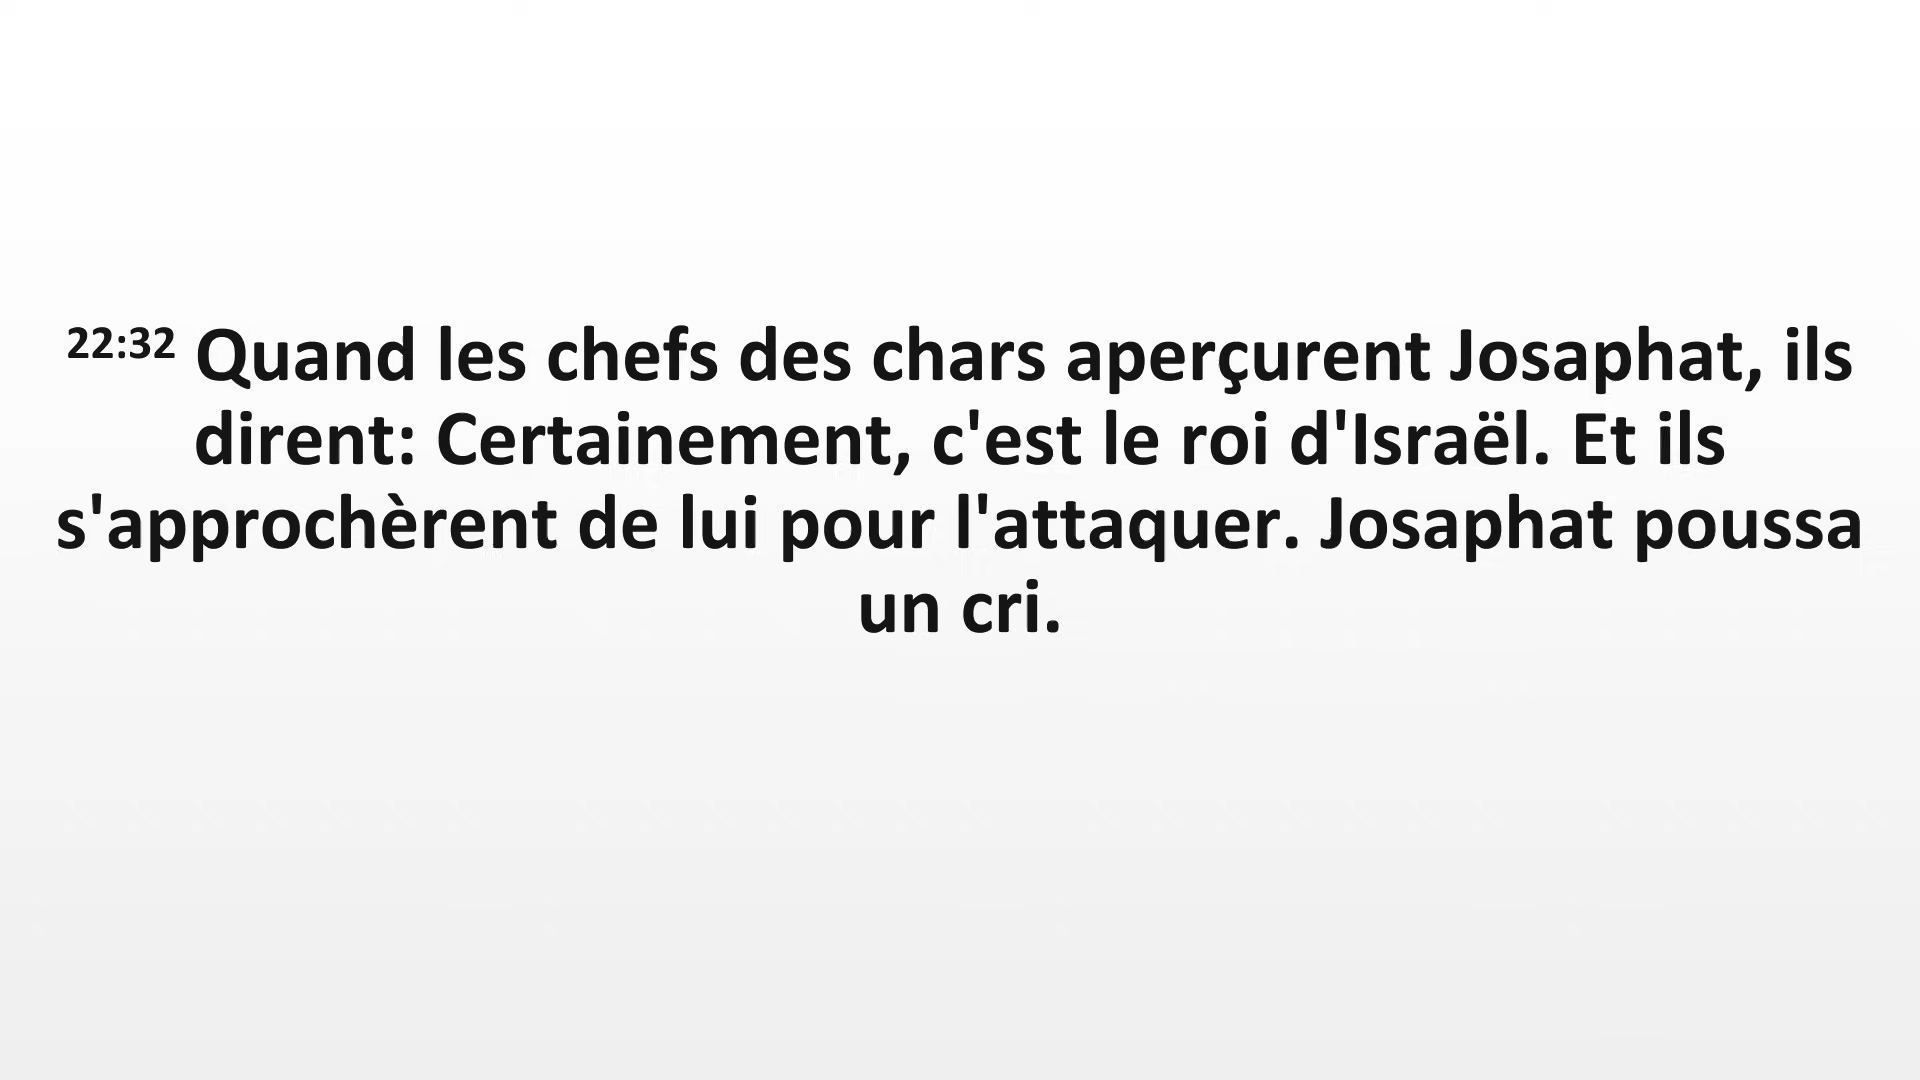 22:32 Quand les chefs des chars aperçurent Josaphat, ils
dirent: Certainement, c'est le roi d'Israël. Et ils
s'approchèrent de lui pour l'attaquer. Josaphat poussa
un cri.